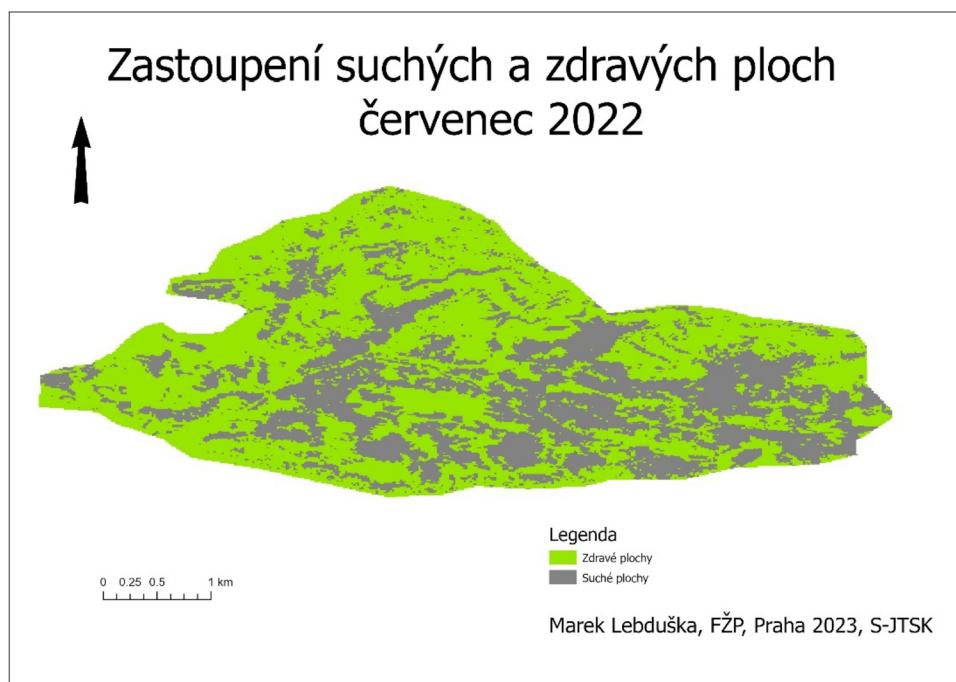 Zastoupení suchých a zdravých ploch
červenec 2022
Legenda
Zdravé plochy
Suché plochy
0 0.25 0.5 1 km
Marek Lebduška, FŽP, Praha 2023, S-JTSK